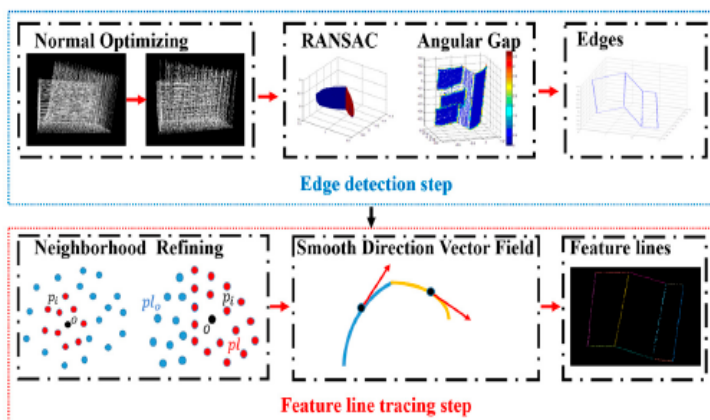 Normal Optimizing
RANSAC
Angular Gap
Edges
Edge detection step
Neighborhood Refining
Smooth Direction Vector Field
Feature lines
p_i
o
pl_o
p_i
o
pl
Feature line tracing step